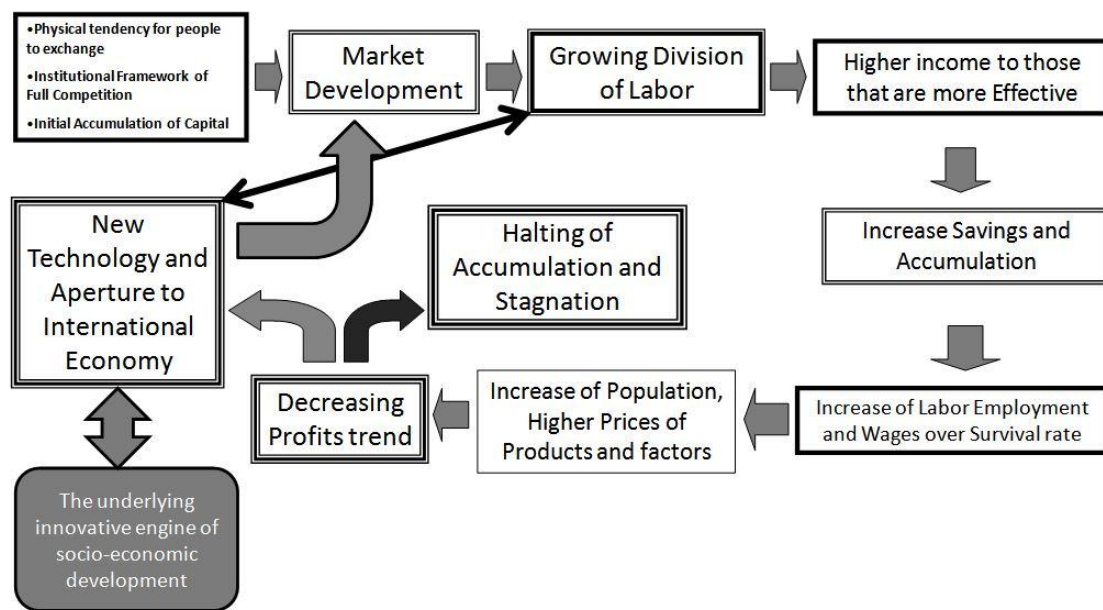 •Physical tendency for people
to exchange
•Institutional Framework of
Full Competition
•Initial Accumulation of Capital
Market
Development
Growing Division
of Labor
Higher income to those
that are more Effective
New
Technology and
Aperture to
International
Economy
Halting of
Accumulation and
Stagnation
Increase Savings and
Accumulation
Decreasing
Profits trend
Increase of Population,
Higher Prices of
Products and factors
Increase of Labor Employment
and Wages over Survival rate
The underlying
innovative engine of
socio-economic
development